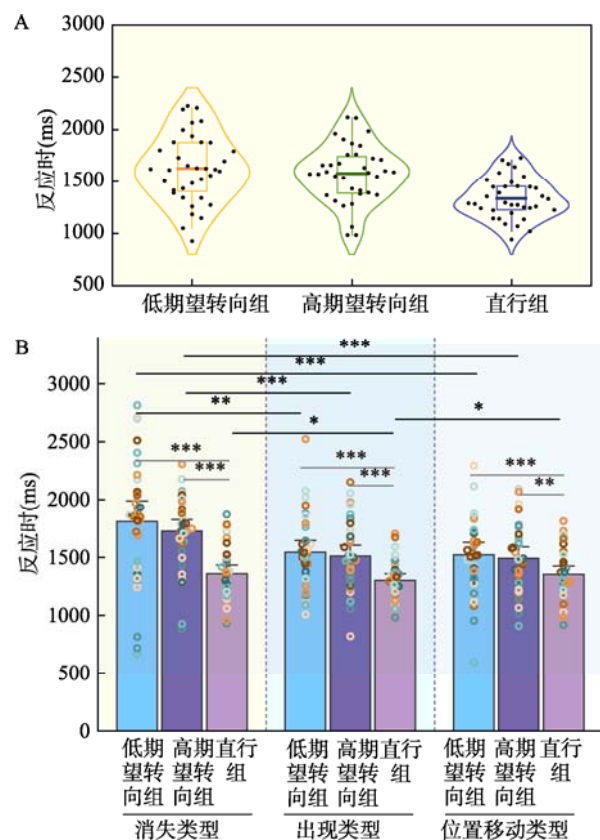 A
3000
2500
2000
1500
1000
500
反应时(ms)
低期望转向组
高期望转向组
直行组
B
3000
2500
2000
1500
1000
500
0
反应时(ms)
***
***
***
**
*
*
***
***
***
***
***
**
低期 高期 直行
望转 望转 组
向组 向组
低期 高期 直行
望转 望转 组
向组 向组
低期 高期 直行
望转 望转 组
向组 向组
消失类型
出现类型
位置移动类型